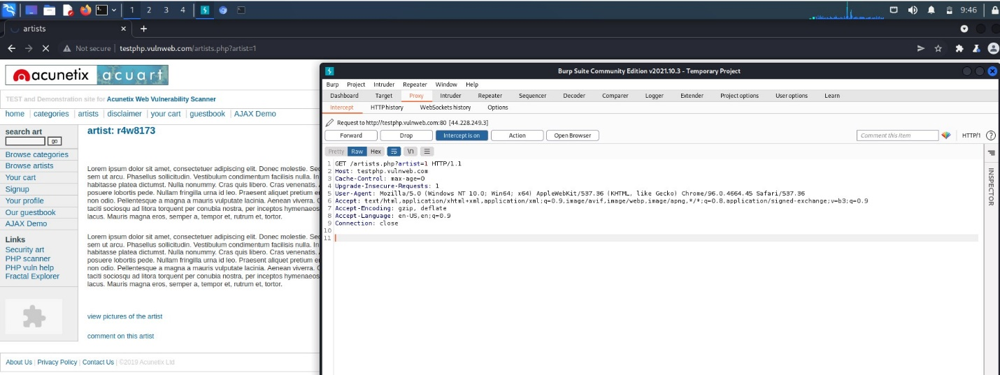 1 2 3 4 9:46
artists
Not secure testphp.vulnweb.com/artists.php?artist=1
acunetix acuart
TEST and Demonstration site for Acunetix Web Vulnerability Scanner
home | categories | artists | disclaimer | your cart | guestbook | AJAX Demo
search art
go
Browse categories
Browse artists
Your cart
Signup
Your profile
Our guestbook
AJAX Demo
Links
Security art
PHP scanner
PHP vuln help
Fractal Explorer
artist: r4w8173
Lorem ipsum dolor sit amet, consectetuer adipiscing elit. Donec molestie.
sem ut arcu. Phasellus sollicitudin. Vestibulum condimentum facilisis nulla. In
habitasse platea dictumst. Nulla nonummy. Cras quis libero. Cras venenatis.
posuere lobortis pede. Nullam fringilla urna id leo. Praesent aliquet pretium
non odio. Pellentesque a magna a mauris vulputate lacinia. Aenean viverra.
taciti sociosqu ad litora torquent per conubia nostra, per inceptos hymenaeos
lacus. Mauris magna eros, semper a, tempor et, rutrum et, tortor.
Lorem ipsum dolor sit amet, consectetuer adipiscing elit. Donec molestie.
sem ut arcu. Phasellus sollicitudin. Vestibulum condimentum facilisis nulla. In
habitasse platea dictumst. Nulla nonummy. Cras quis libero. Cras venenatis.
posuere lobortis pede. Nullam fringilla urna id leo. Praesent aliquet pretium
non odio. Pellentesque a magna a mauris vulputate lacinia. Aenean viverra.
taciti sociosqu ad litora torquent per conubia nostra, per inceptos hymenaeos
lacus. Mauris magna eros, semper a, tempor et, rutrum et, tortor.
view pictures of the artist
comment on this artist
About Us | Privacy Policy | Contact Us | ©2019 Acunetix Ltd
Burp Suite Community Edition v2021.10.3 - Temporary Project
Burp Project Intruder Repeater Window Help
Dashboard Target Proxy Intruder Repeater Sequencer Decoder Comparer Logger Extender Project options User options Learn
Intercept HTTP history WebSockets history Options
Request to http://testphp.vulnweb.com:80 [44.228.249.3]
Forward Drop Intercept is on Action Open Browser Comment this item HTTP/1 ?
Pretty Raw Hex \n
1 GET /artists.php?artist=1 HTTP/1.1
2 Host: testphp.vulnweb.com
3 Cache-Control: max-age=0
4 Upgrade-Insecure-Requests: 1
5 User-Agent: Mozilla/5.0 (Windows NT 10.0; Win64; x64) AppleWebKit/537.36 (KHTML, like Gecko) Chrome/96.0.4664.45 Safari/537.36
6 Accept: text/html,application/xhtml+xml,application/xml;q=0.9,image/avif,image/webp,image/apng,*/*;q=0.8,application/signed-exchange;v=b3;q=0.9
7 Accept-Encoding: gzip, deflate
8 Accept-Language: en-US,en;q=0.9
9 Connection: close
10
11
INSPECTOR